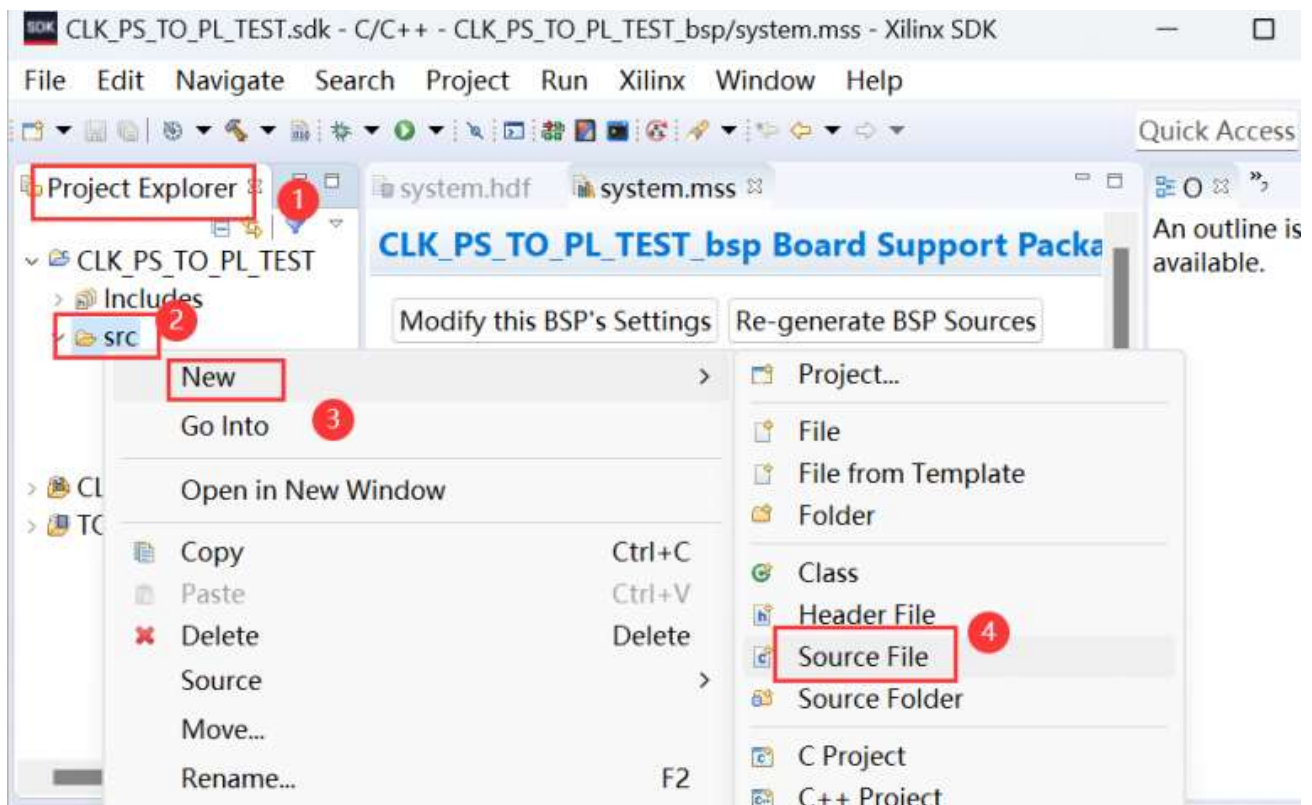 SDK CLK_PS_TO_PL_TEST.sdk - C/C++ - CLK_PS_TO_PL_TEST_bsp/system.mss - Xilinx SDK
File Edit Navigate Search Project Run Xilinx Window Help
Quick Access
Project Explorer 1 system.hdf system.mss O
CLK_PS_TO_PL_TEST
Includes
2
src
CL
TC
CLK_PS_TO_PL_TEST_bsp Board Support Packa
Modify this BSP's Settings Re-generate BSP Sources
An outline is
available.
New
3
Go Into
Open in New Window
Copy Ctrl+C
Paste Ctrl+V
Delete Delete
Source
Move...
Rename... F2
Project...
File
File from Template
Folder
Class
Header File
4
Source File
Source Folder
C Project
C++ Project